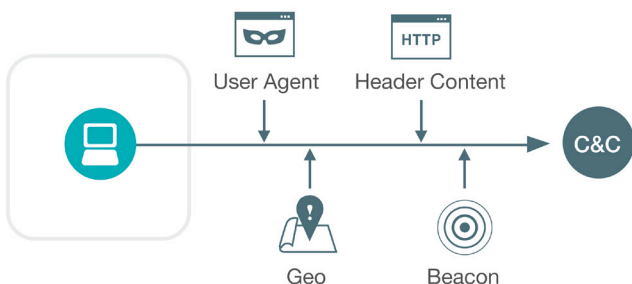 HTTP
User Agent
Header Content
C&C
!
Geo
Beacon